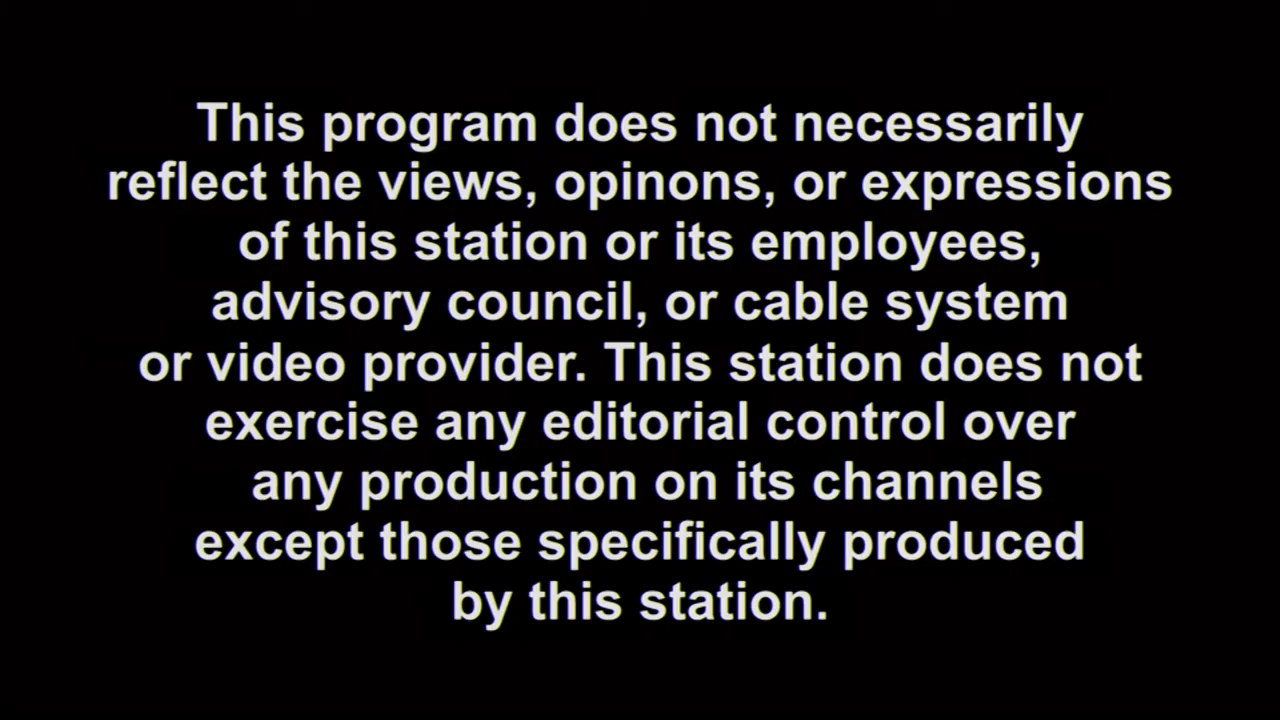 This program does not necessarily
reflect the views, opinons, or expressions
of this station or its employees,
advisory council, or cable system
or video provider. This station does not
exercise any editorial control over
any production on its channels
except those specifically produced
by this station.